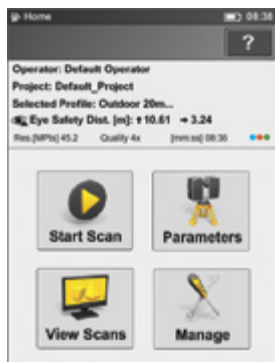 Home 08:38
?
Operator: Default Operator
Project: Default_Project
Selected Profile: Outdoor 20m...
Eye Safety Dist. [m]: 10.61 3.24
Res.[MPts] 45.2 Quality 4x [mm:ss] 08:36
Start Scan Parameters
View Scans Manage